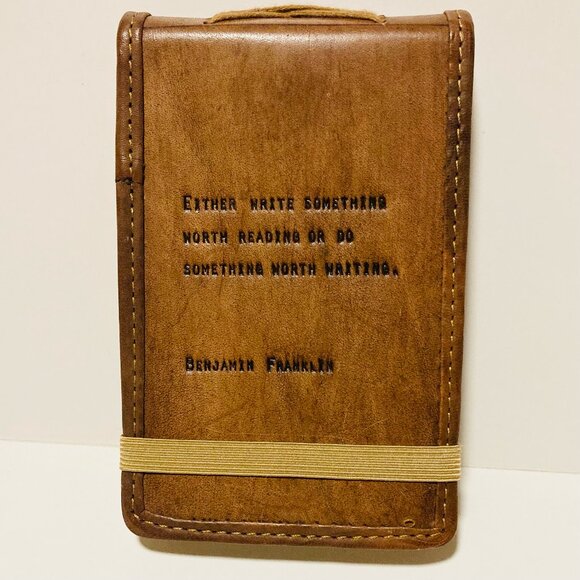 Either write something
worth reading or do
something worth writing.
Benjamin Franklin